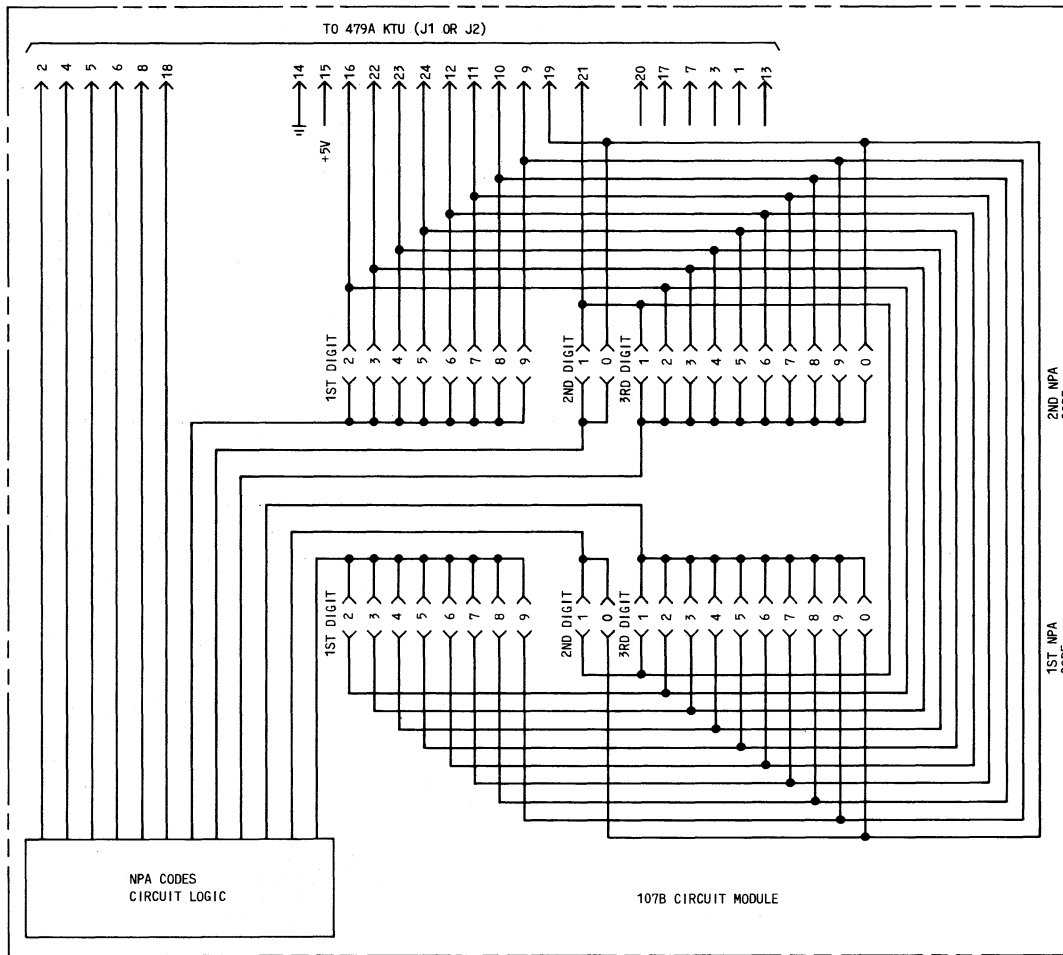 TO 479A KTU (J1 OR J2)
2 4 5 6 8 18 14 15 16 22 23 24 12 11 10 9 19 21 20 17 7 3 1 13
+5V
1ST DIGIT 2 3 4 5 6 7 8 9 2ND DIGIT 1 0 3RD DIGIT 1 2 3 4 5 6 7 8 9 0
2ND NPA
1ST DIGIT 2 3 4 5 6 7 8 9 2ND DIGIT 1 0 3RD DIGIT 1 2 3 4 5 6 7 8 9 0
1ST NPA
NPA CODES
CIRCUIT LOGIC
107B CIRCUIT MODULE